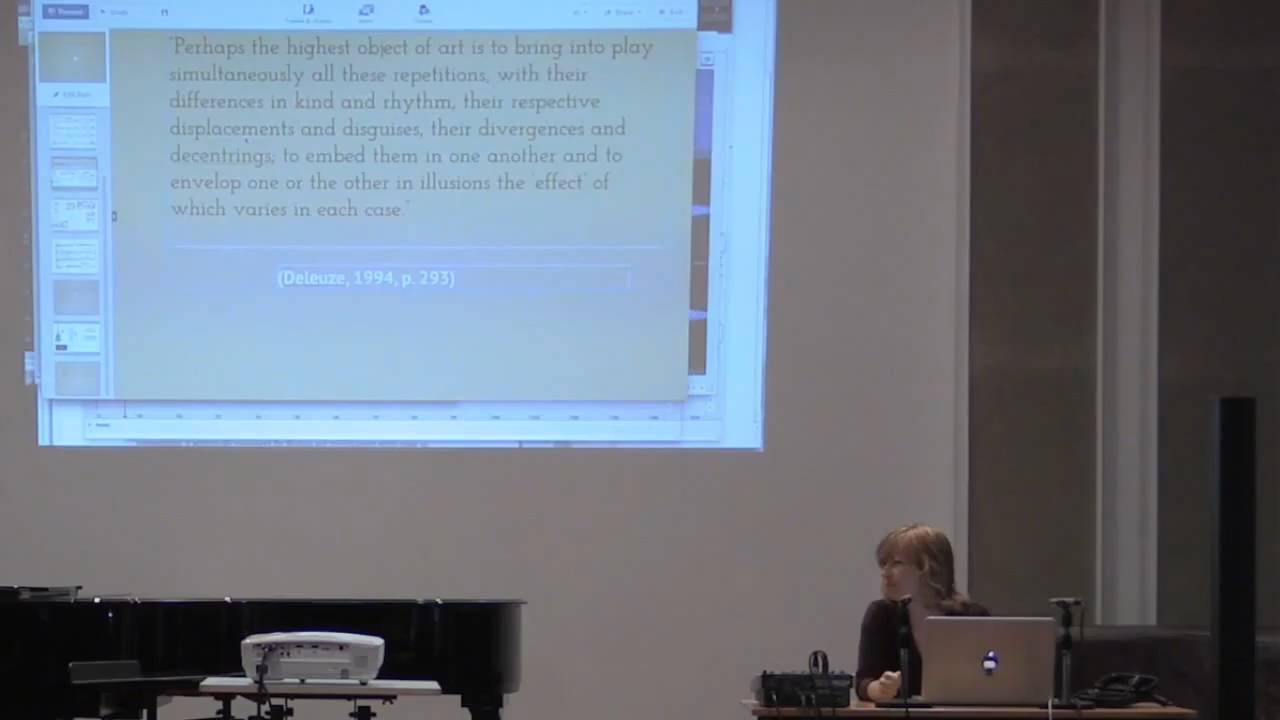 Present
"Perhaps the highest object of art is to bring into play
simultaneously all these repetitions, with their
differences in kind and rhythm, their respective
displacements and disguises, their divergences and
decentrings; to embed them in one another and to
envelop one or the other in illusions the 'effect' of
which varies in each case."
(Deleuze, 1994, p. 293)